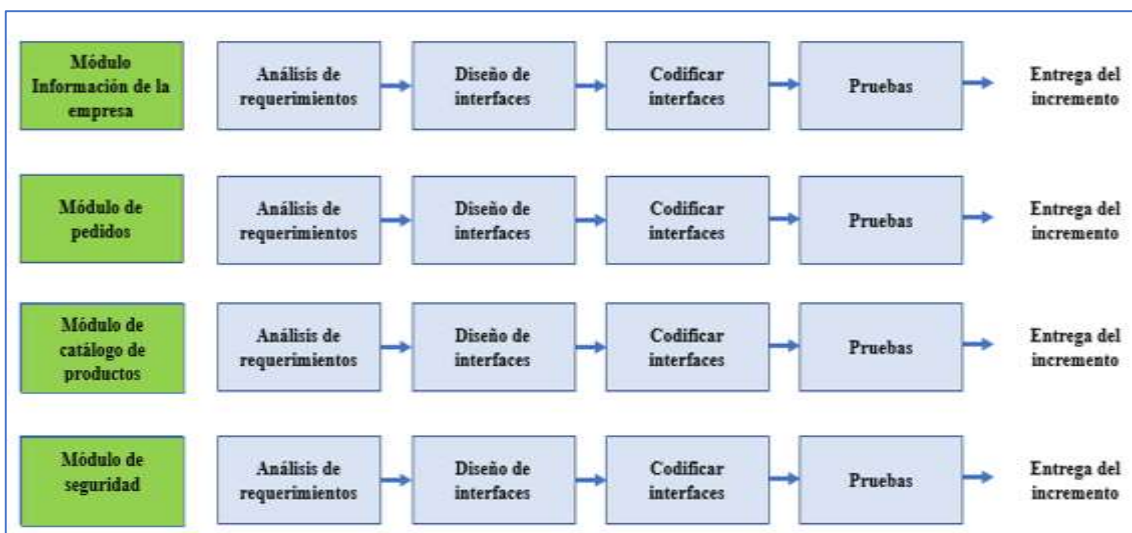 Módulo
Información de la
empresa
Análisis de
requerimientos
Diseño de
interfaces
Codificar
interfaces
Pruebas
Entrega del
incremento
Módulo de
pedidos
Análisis de
requerimientos
Diseño de
interfaces
Codificar
interfaces
Pruebas
Entrega del
incremento
Módulo de
catálogo de
productos
Análisis de
requerimientos
Diseño de
interfaces
Codificar
interfaces
Pruebas
Entrega del
incremento
Módulo de
seguridad
Análisis de
requerimientos
Diseño de
interfaces
Codificar
interfaces
Pruebas
Entrega del
incremento